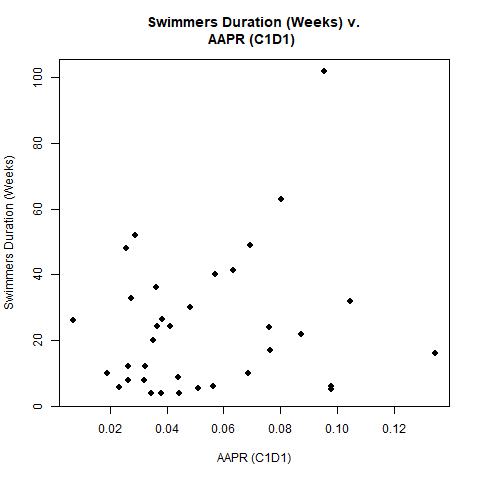 Swimmers Duration (Weeks) v.
AAPR (C1D1)
Swimmers Duration (Weeks)
100
80
60
40
20
0
0.02 0.04 0.06 0.08 0.10 0.12
AAPR (C1D1)